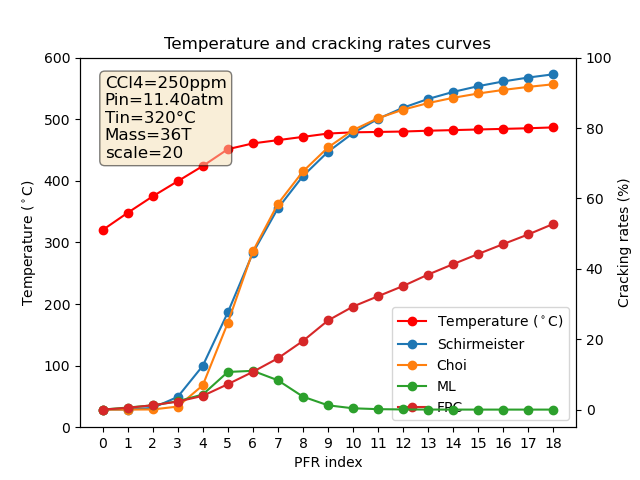 Temperature and cracking rates curves
CCl4=250ppm
Pin=11.40atm
Tin=320°C
Mass=36T
scale=20
600
500
400
300
200
100
0
Temperature (°C)
100
80
60
40
20
0
Cracking rates (%)
Temperature (°C)
Schirmeister
Choi
ML
EPC
0 1 2 3 4 5 6 7 8 9 10 11 12 13 14 15 16 17 18
PFR index